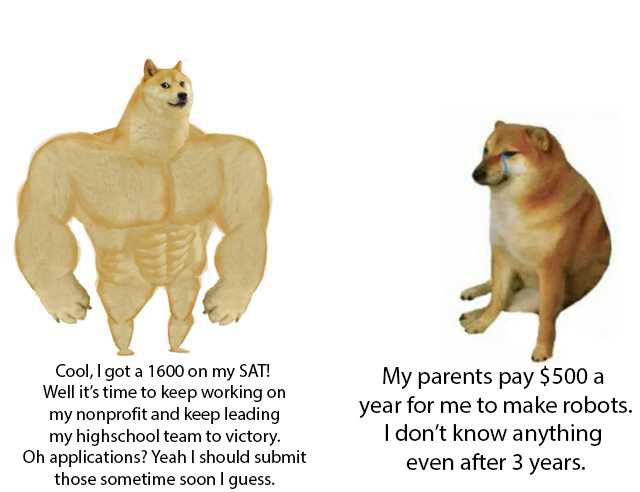 Cool, I got a 1600 on my SAT!
Well it's time to keep working on
my nonprofit and keep leading
my highschool team to victory.
Oh applications? Yeah I should submit
those sometime soon I guess.
My parents pay $500 a
year for me to make robots.
I don't know anything
even after 3 years.